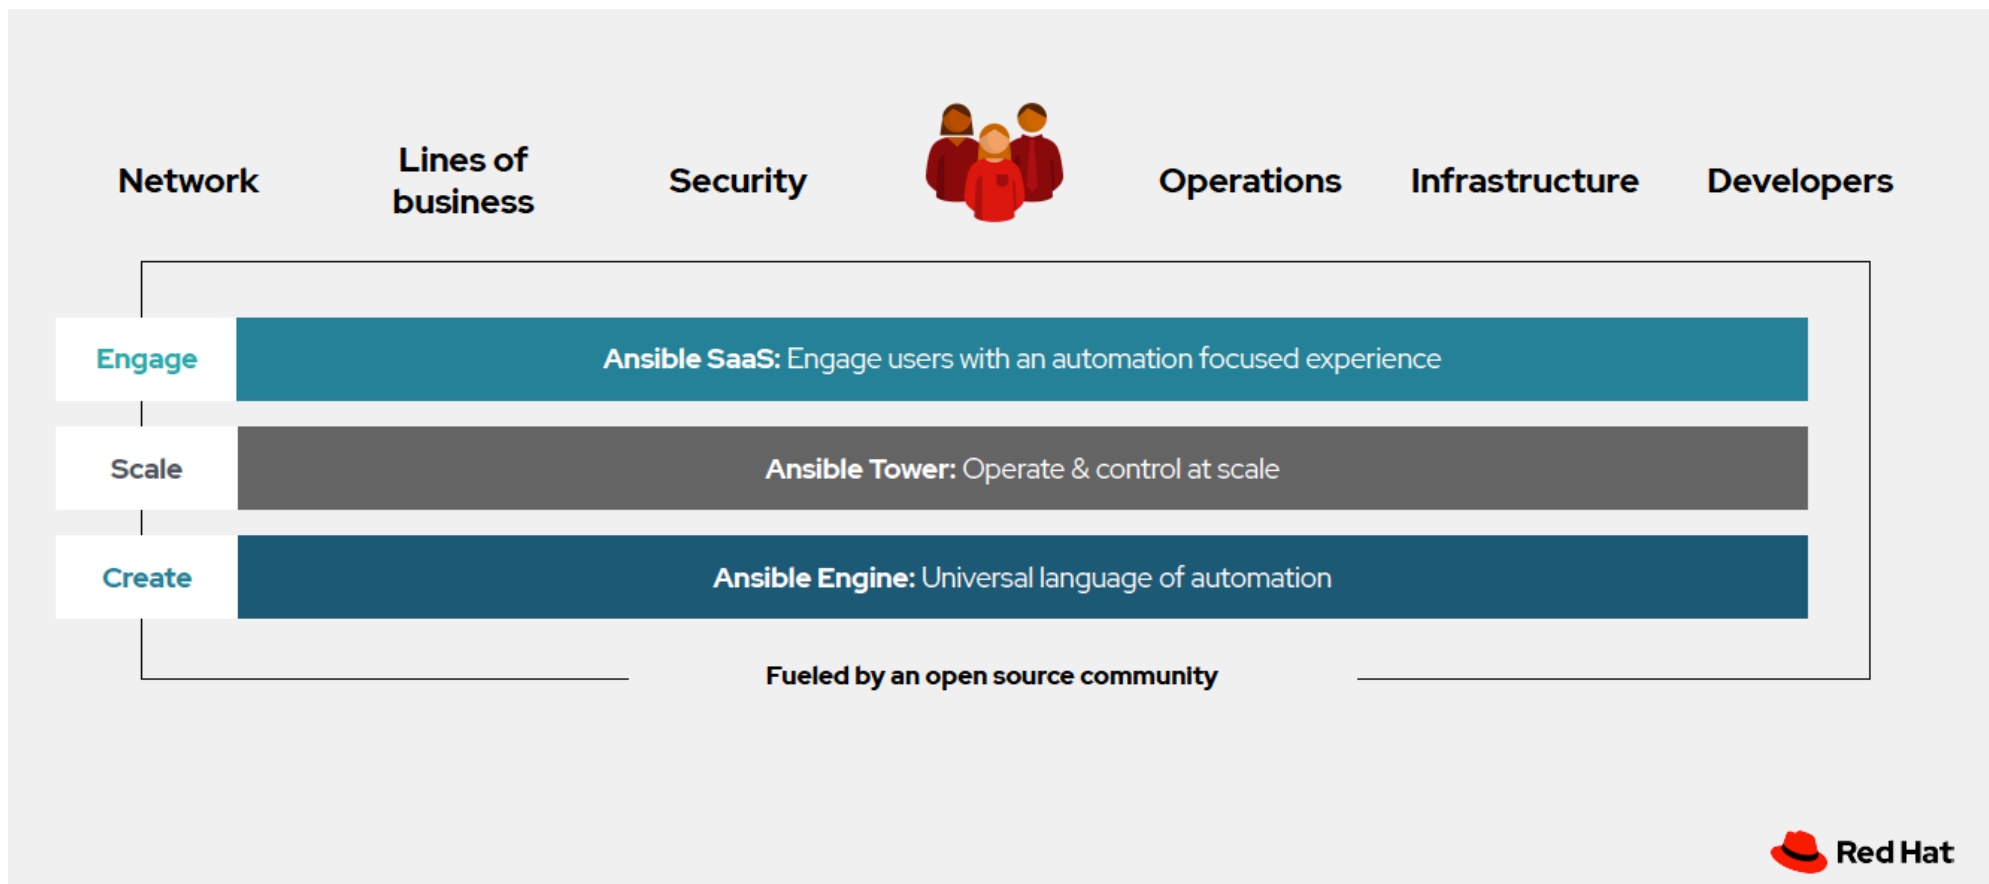 Network
Lines of
business
Security
Operations
Infrastructure
Developers
Engage
Ansible SaaS: Engage users with an automation focused experience
Scale
Ansible Tower: Operate & control at scale
Create
Ansible Engine: Universal language of automation
Fueled by an open source community
Red Hat